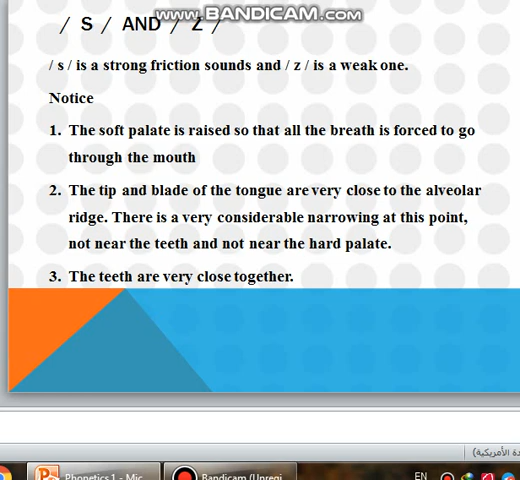 www.BANDICAM.com
/ S / AND / Z /
/ s / is a strong friction sounds and / z / is a weak one.
Notice
1. The soft palate is raised so that all the breath is forced to go
through the mouth
2. The tip and blade of the tongue are very close to the alveolar
ridge. There is a very considerable narrowing at this point,
not near the teeth and not near the hard palate.
3. The teeth are very close together.
دة الأمريكية)
Phonetics 1 - Mic...
Bandicam (Unregi...
EN